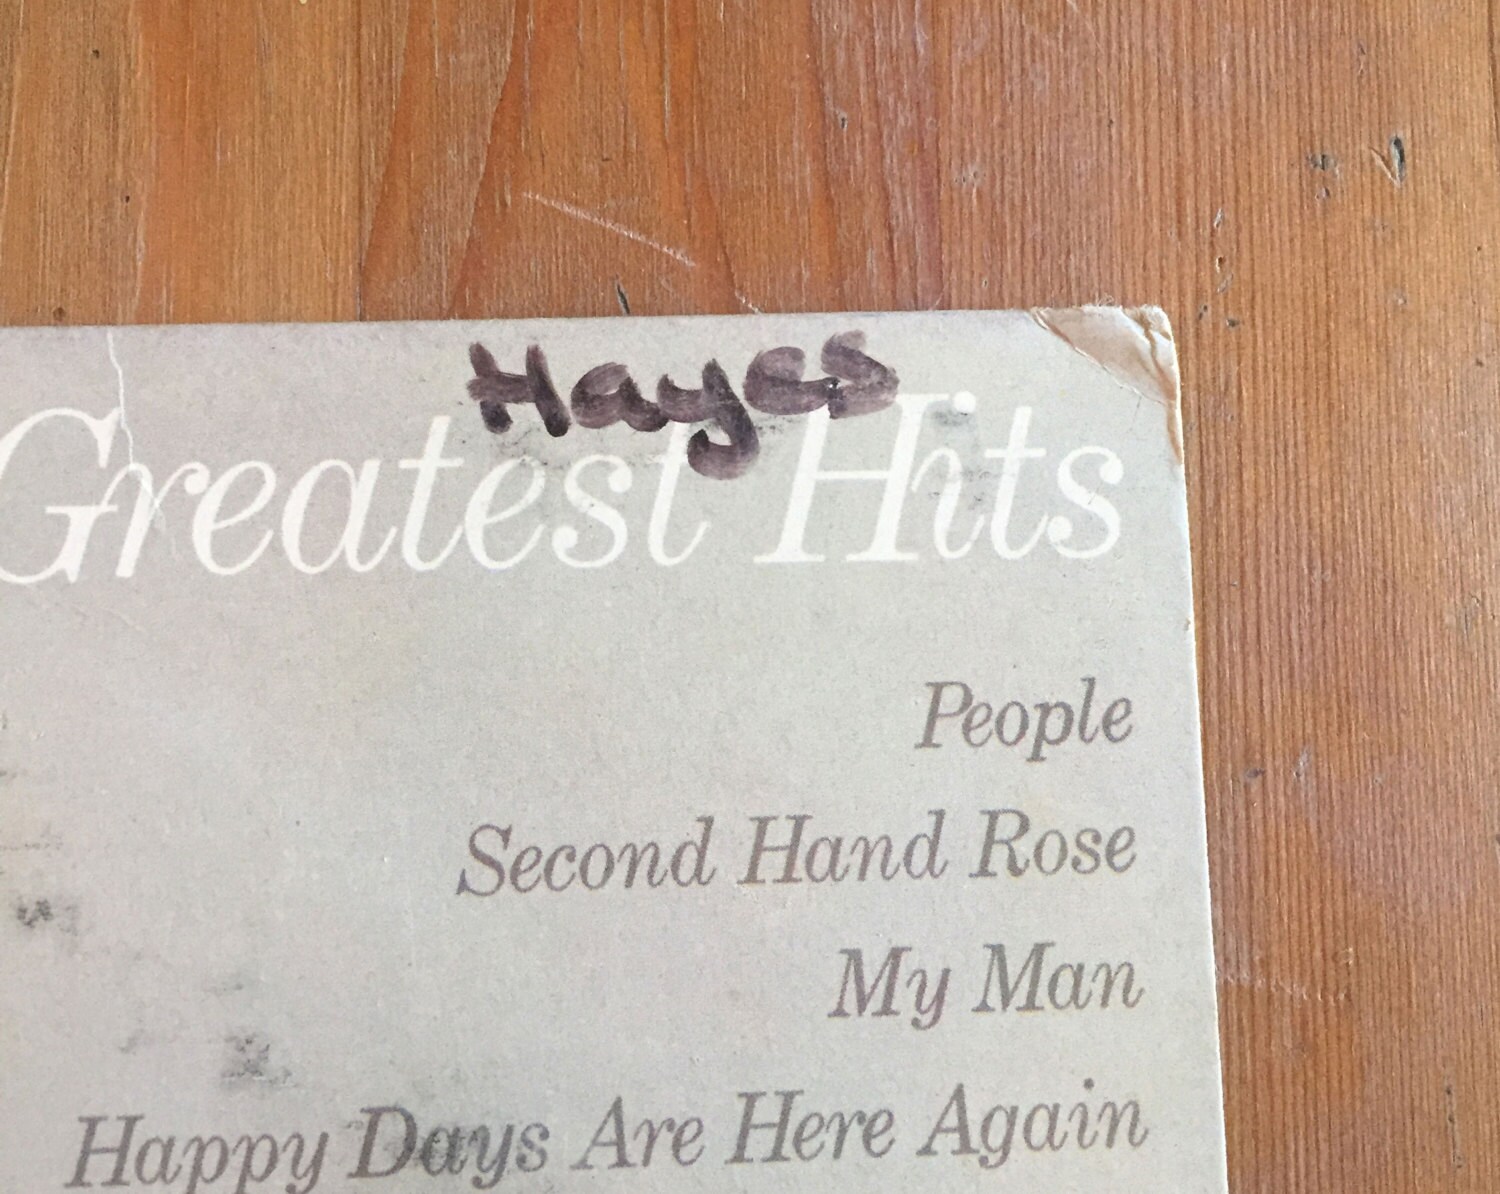 Hayes
Greatest Hits
People
Second Hand Rose
My Man
Happy Days Are Here Again